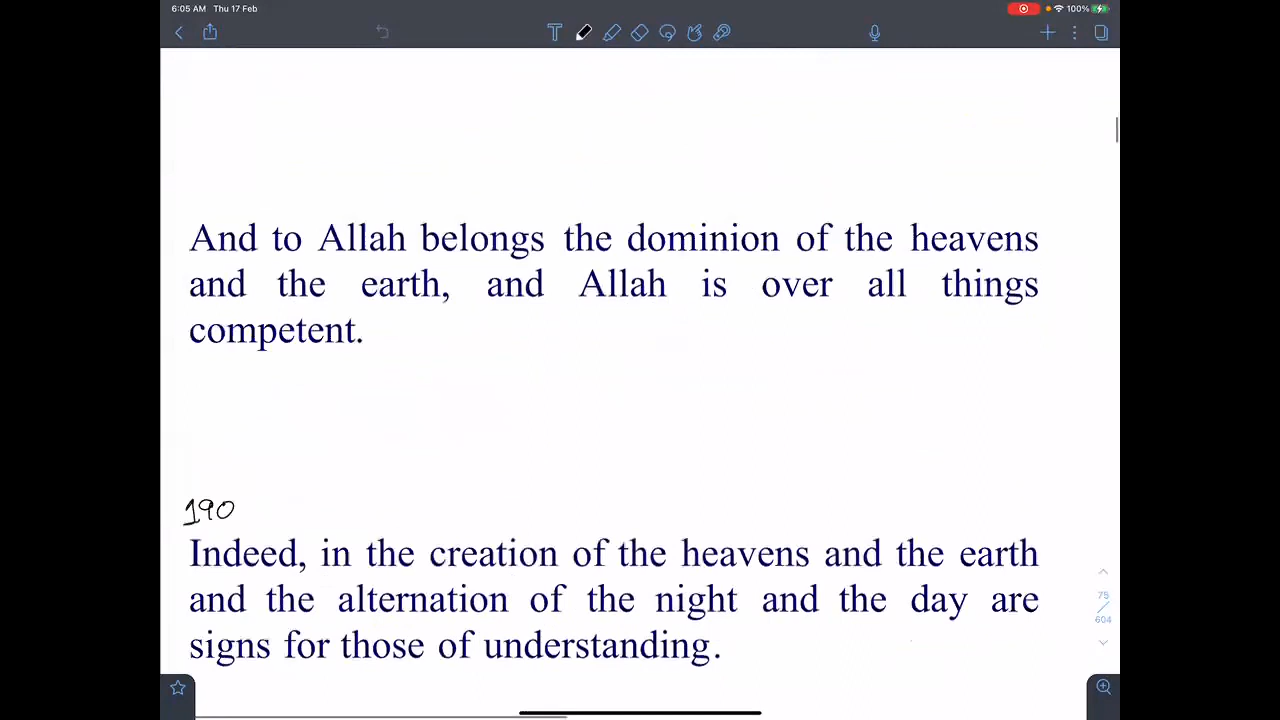 6:05 AM Thu 17 Feb
100%
And to Allah belongs the dominion of the heavens
and the earth, and Allah is over all things
competent.
190
Indeed, in the creation of the heavens and the earth
and the alternation of the night and the day are
signs for those of understanding.
75
/
604